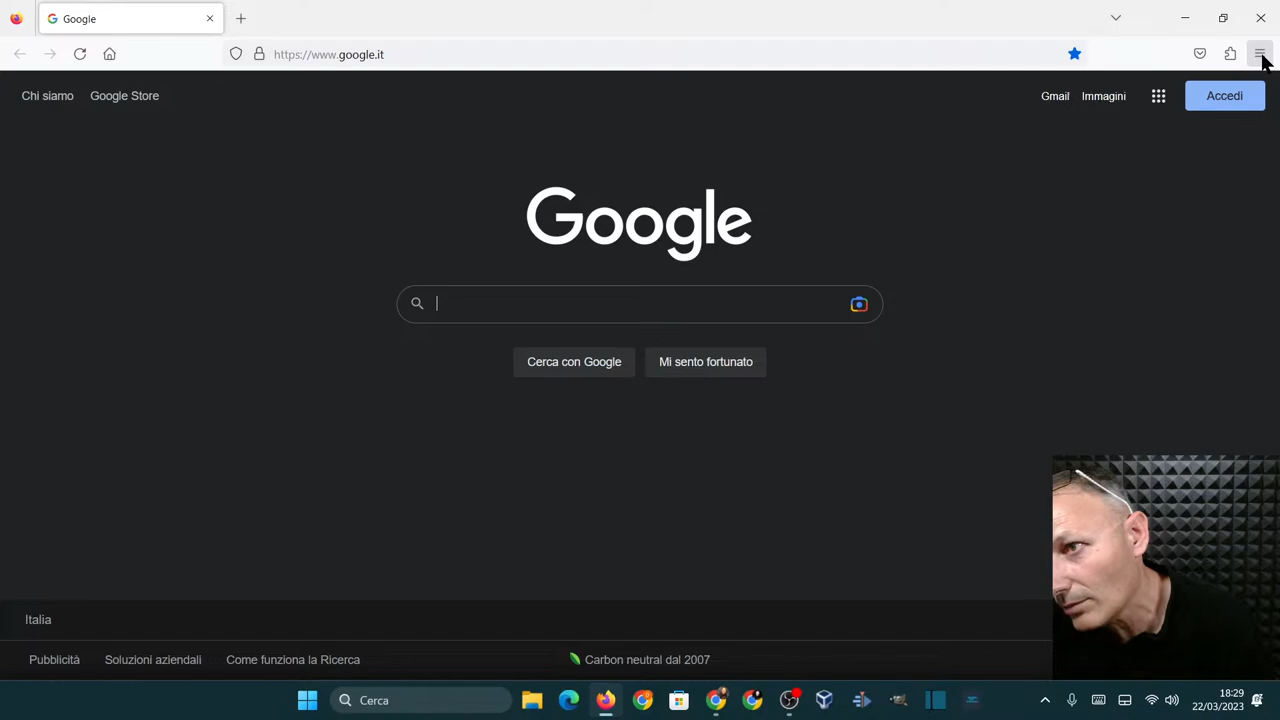 Google
https://www.google.it
Chi siamo
Google Store
Gmail
Immagini
Accedi
Google
Cerca con Google
Mi sento fortunato
Italia
Pubblicità
Soluzioni aziendali
Come funziona la Ricerca
Carbon neutral dal 2007
Cerca
18:29
22/03/2023